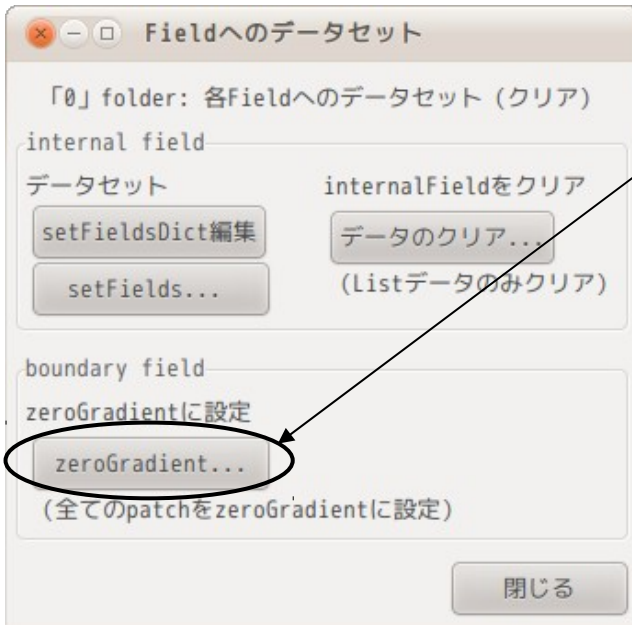 Fieldへのデータセット
「0」folder: 各Fieldへのデータセット (クリア)
internal field
データセット
internalFieldをクリア
setFieldsDict編集
データのクリア...
setFields...
(Listデータのみクリア)
boundary field
zeroGradientに設定
zeroGradient...
(全てのpatchをzeroGradientに設定)
閉じる